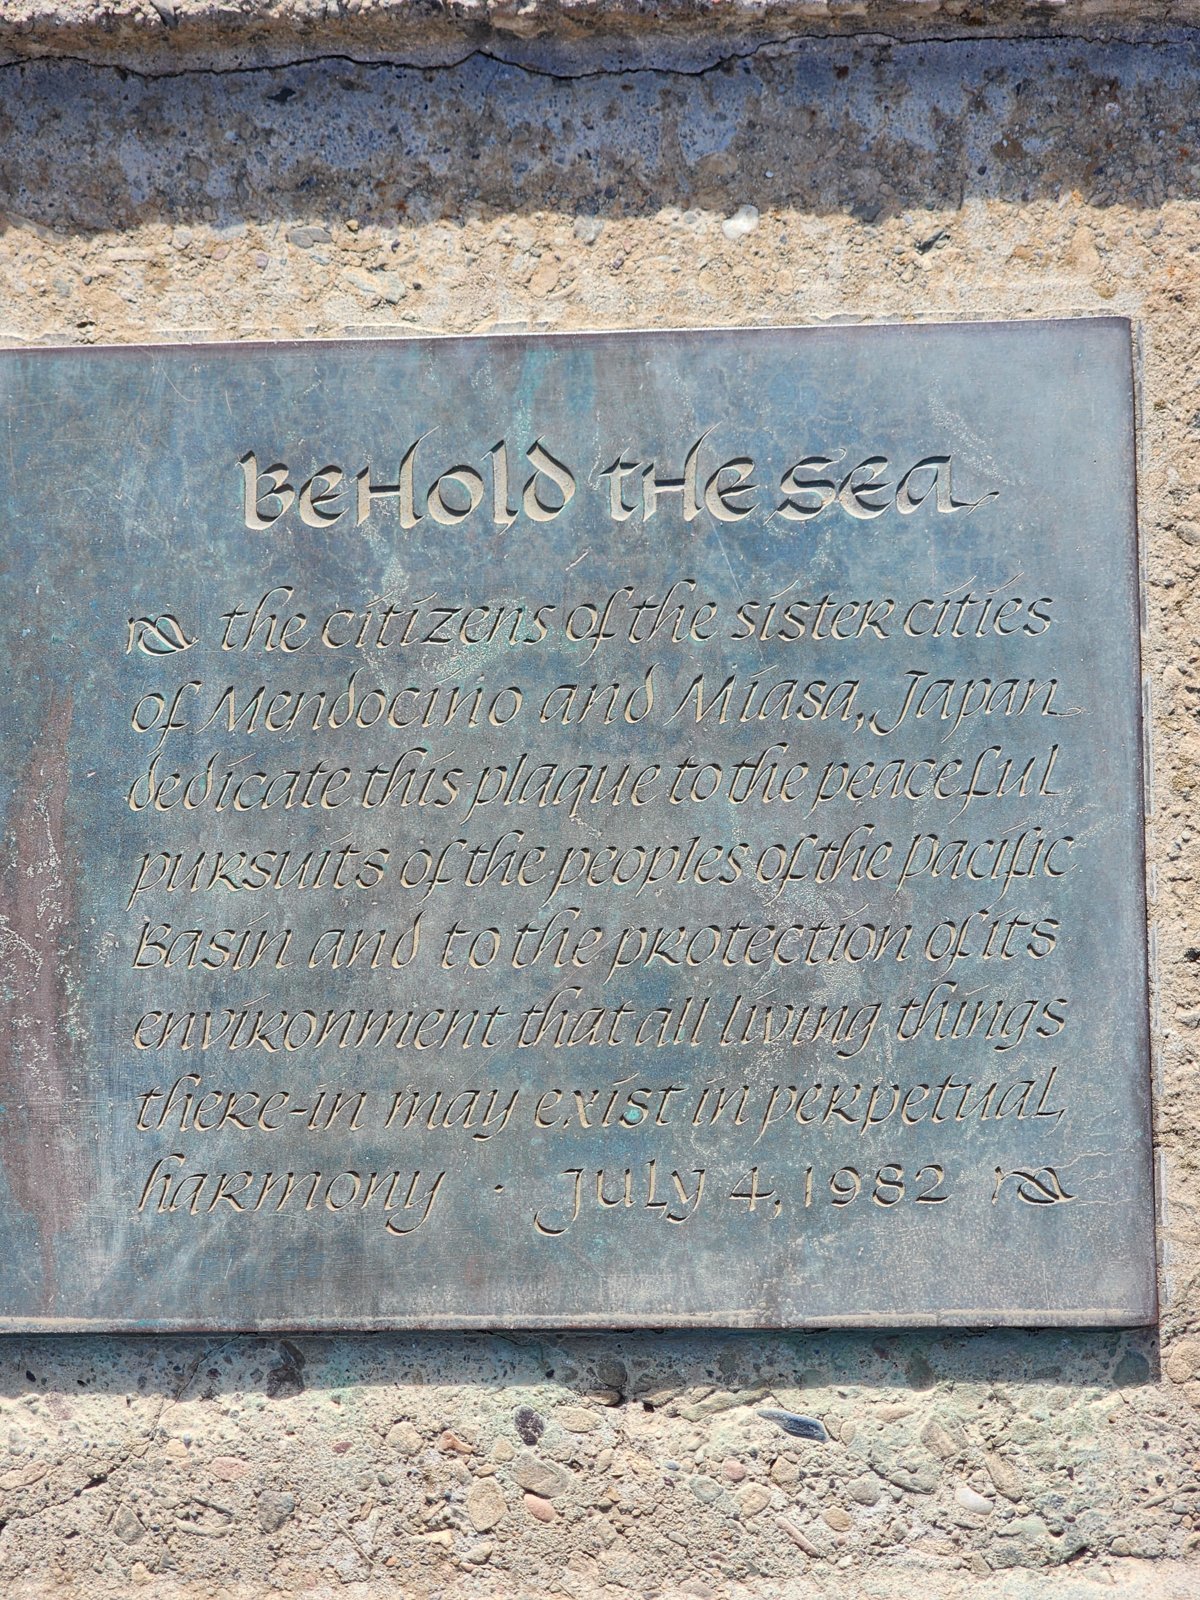 Behold the Sea
the citizens of the sister cities
of Mendocino and Miasa, Japan
dedicate this plaque to the peaceful
pursuits of the peoples of the Pacific
Basin and to the protection of its
environment that all living things
there-in may exist in perpetual
harmony · July 4, 1982